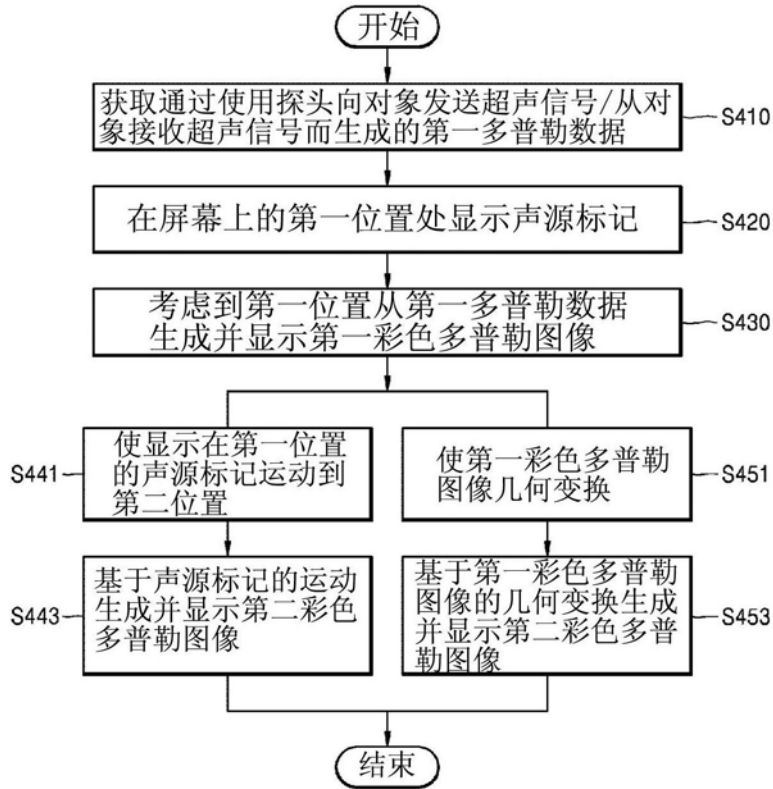 开始
获取通过使用探头向对象发送超声信号/从对
象接收超声信号而生成的第一多普勒数据
S410
在屏幕上的第一位置处显示声源标记
S420
考虑到第一位置从第一多普勒数据
生成并显示第一彩色多普勒图像
S430
S441
使显示在第一位置
的声源标记运动到
第二位置
使第一彩色多普勒
图像几何变换
S451
S443
基于声源标记的运动
生成并显示第二彩色
多普勒图像
基于第一彩色多普勒
图像的几何变换生成
并显示第二彩色多普
勒图像
S453
结束